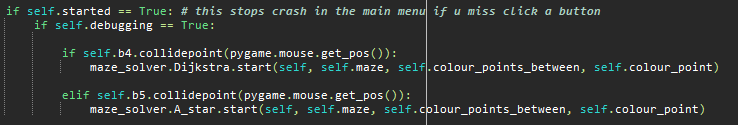 if self.started == True: # this stops crash in the main menu if u miss click a button
if self.debugging == True:
if self.b4.collidepoint(pygame.mouse.get_pos()):
maze_solver.Dijkstra.start(self, self.maze, self.colour_points_between, self.colour_point)
elif self.b5.collidepoint(pygame.mouse.get_pos()):
maze_solver.A_star.start(self, self.maze, self.colour_points_between, self.colour_point)